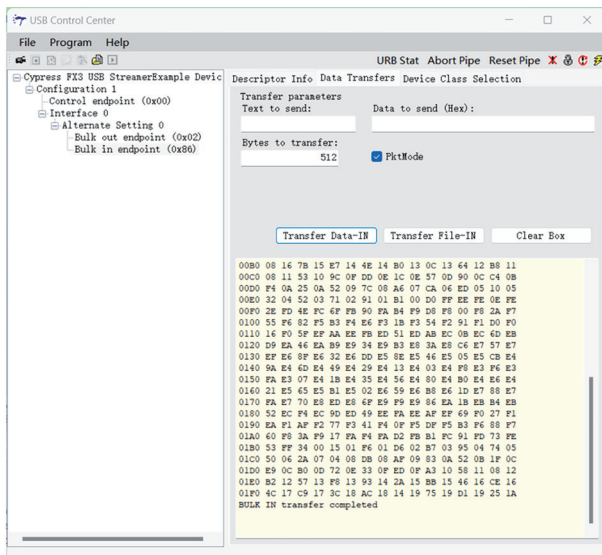 USB Control Center
File Program Help
URB Stat Abort Pipe Reset Pipe
Cypress FX3 USB StreamerExample Devic
Configuration 1
Control endpoint (0x00)
Interface 0
Alternate Setting 0
Bulk out endpoint (0x02)
Bulk in endpoint (0x86)
Descriptor Info Data Transfers Device Class Selection
Transfer parameters
Text to send: Data to send (Hex):
Bytes to transfer:
512 PktMode
Transfer Data-IN Transfer File-IN Clear Box
00B0 08 16 7B 15 E7 14 4E 14 B0 13 0C 13 64 12 B8 11
00C0 08 11 53 10 9C 0F DD 0E 1C 0E 57 0D 90 0C C4 0B
00D0 F4 0A 25 0A 52 09 7C 08 A6 07 CA 06 ED 05 10 05
00E0 32 04 52 03 71 02 91 01 B1 00 D0 FF EE FE 0E FE
00F0 2E FD 4E FC 6F FB 90 FA B4 F9 D8 F8 00 F8 2A F7
0100 55 F6 82 F5 B3 F4 E6 F3 1B F3 54 F2 91 F1 D0 F0
0110 16 F0 5F EF AA EE FB ED 51 ED AB EC 0B EC 6D EB
0120 D9 EA 46 EA B9 E9 34 E9 B3 E8 3A E8 C6 E7 57 E7
0130 EF E6 8F E6 32 E6 DD E5 8E E5 46 E5 05 E5 CB E4
0140 9A E4 6D E4 49 E4 29 E4 13 E4 03 E4 F8 E3 F6 E3
0150 FA E3 07 E4 1B E4 35 E4 56 E4 80 E4 B0 E4 E6 E4
0160 21 E5 65 E5 B1 E5 02 E6 59 E6 B8 E6 1D E7 88 E7
0170 FA E7 70 E8 ED E8 6F E9 F9 E9 86 EA 1B EB B4 EB
0180 52 EC F4 EC 9D ED 49 EE FA EE AF EF 69 F0 27 F1
0190 EA F1 AF F2 77 F3 41 F4 0F F5 DF F5 B3 F6 88 F7
01A0 60 F8 3A F9 17 FA F4 FA D2 FB B1 FC 91 FD 73 FE
01B0 53 FF 34 00 15 01 F6 01 D6 02 B7 03 95 04 74 05
01C0 50 06 2A 07 04 08 DB 08 AF 09 83 0A 52 0B 1F 0C
01D0 E9 0C B0 0D 72 0E 33 0F ED 0F A3 10 58 11 08 12
01E0 B2 12 57 13 F8 13 93 14 2A 15 BB 15 46 16 CE 16
01F0 4C 17 C9 17 3C 18 AC 18 14 19 75 19 D1 19 25 1A
BULK IN transfer completed